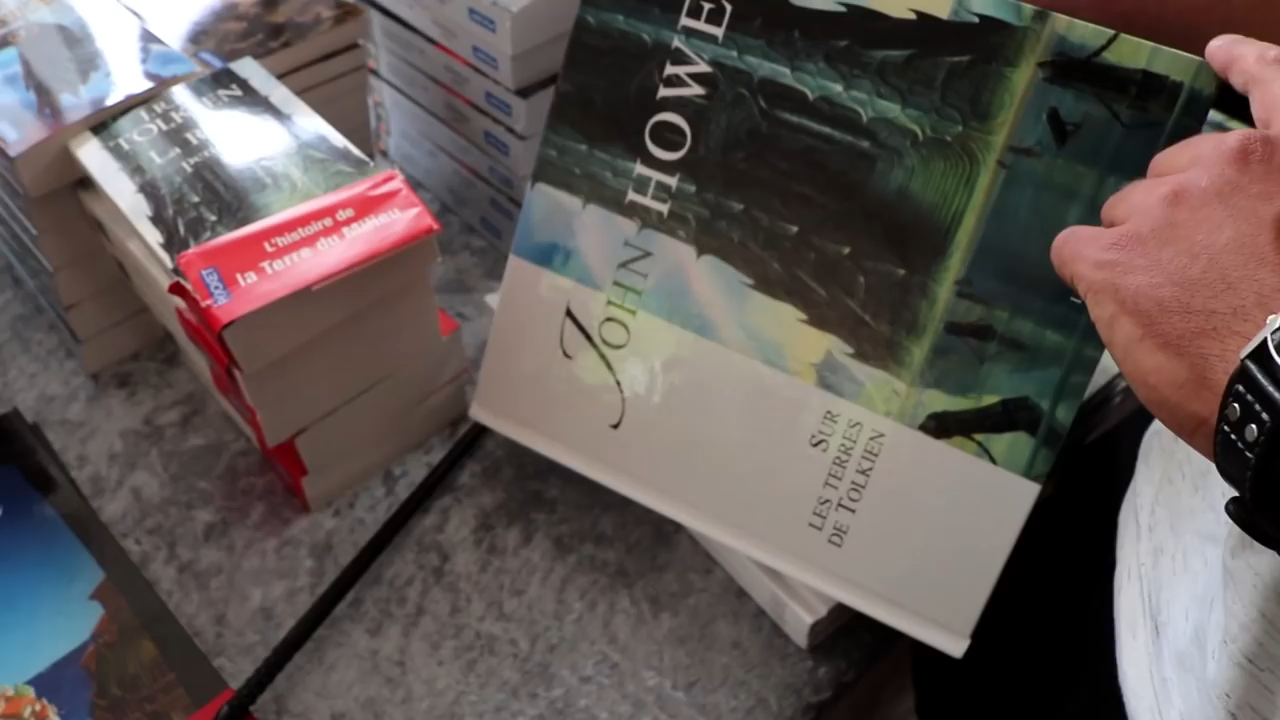 JOHN HOWE
SUR
LES TERRES
DE TOLKIEN
TOLKIEN
L'histoire de
la Terre du Milieu
POCKET